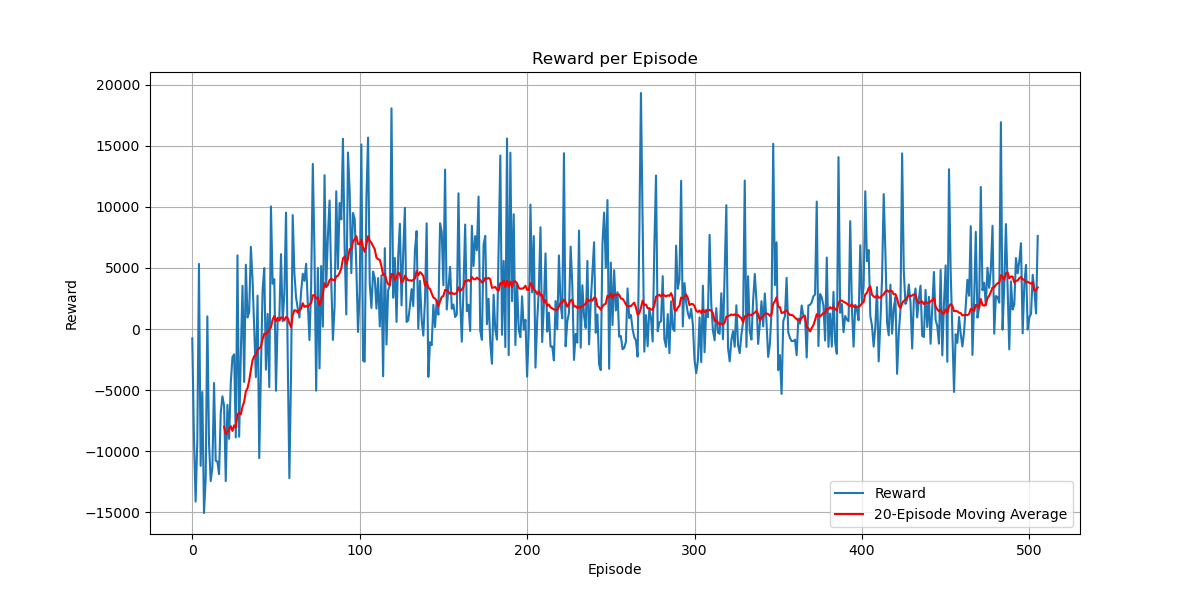 Reward per Episode
20000
15000
10000
5000
0
−5000
−10000
−15000
Reward
0 100 200 300 400 500
Episode
Reward
20-Episode Moving Average